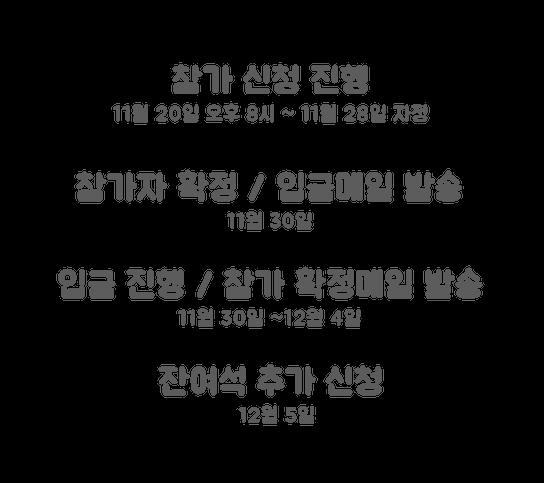 참가 신청 진행
11월 20일 오후 8시 ~ 11월 28일 자정
참가자 확정 / 입금메일 발송
11월 30일
입금 진행 / 참가 확정메일 발송
11월 30일 ~12월 4일
잔여석 추가 신청
12월 5일